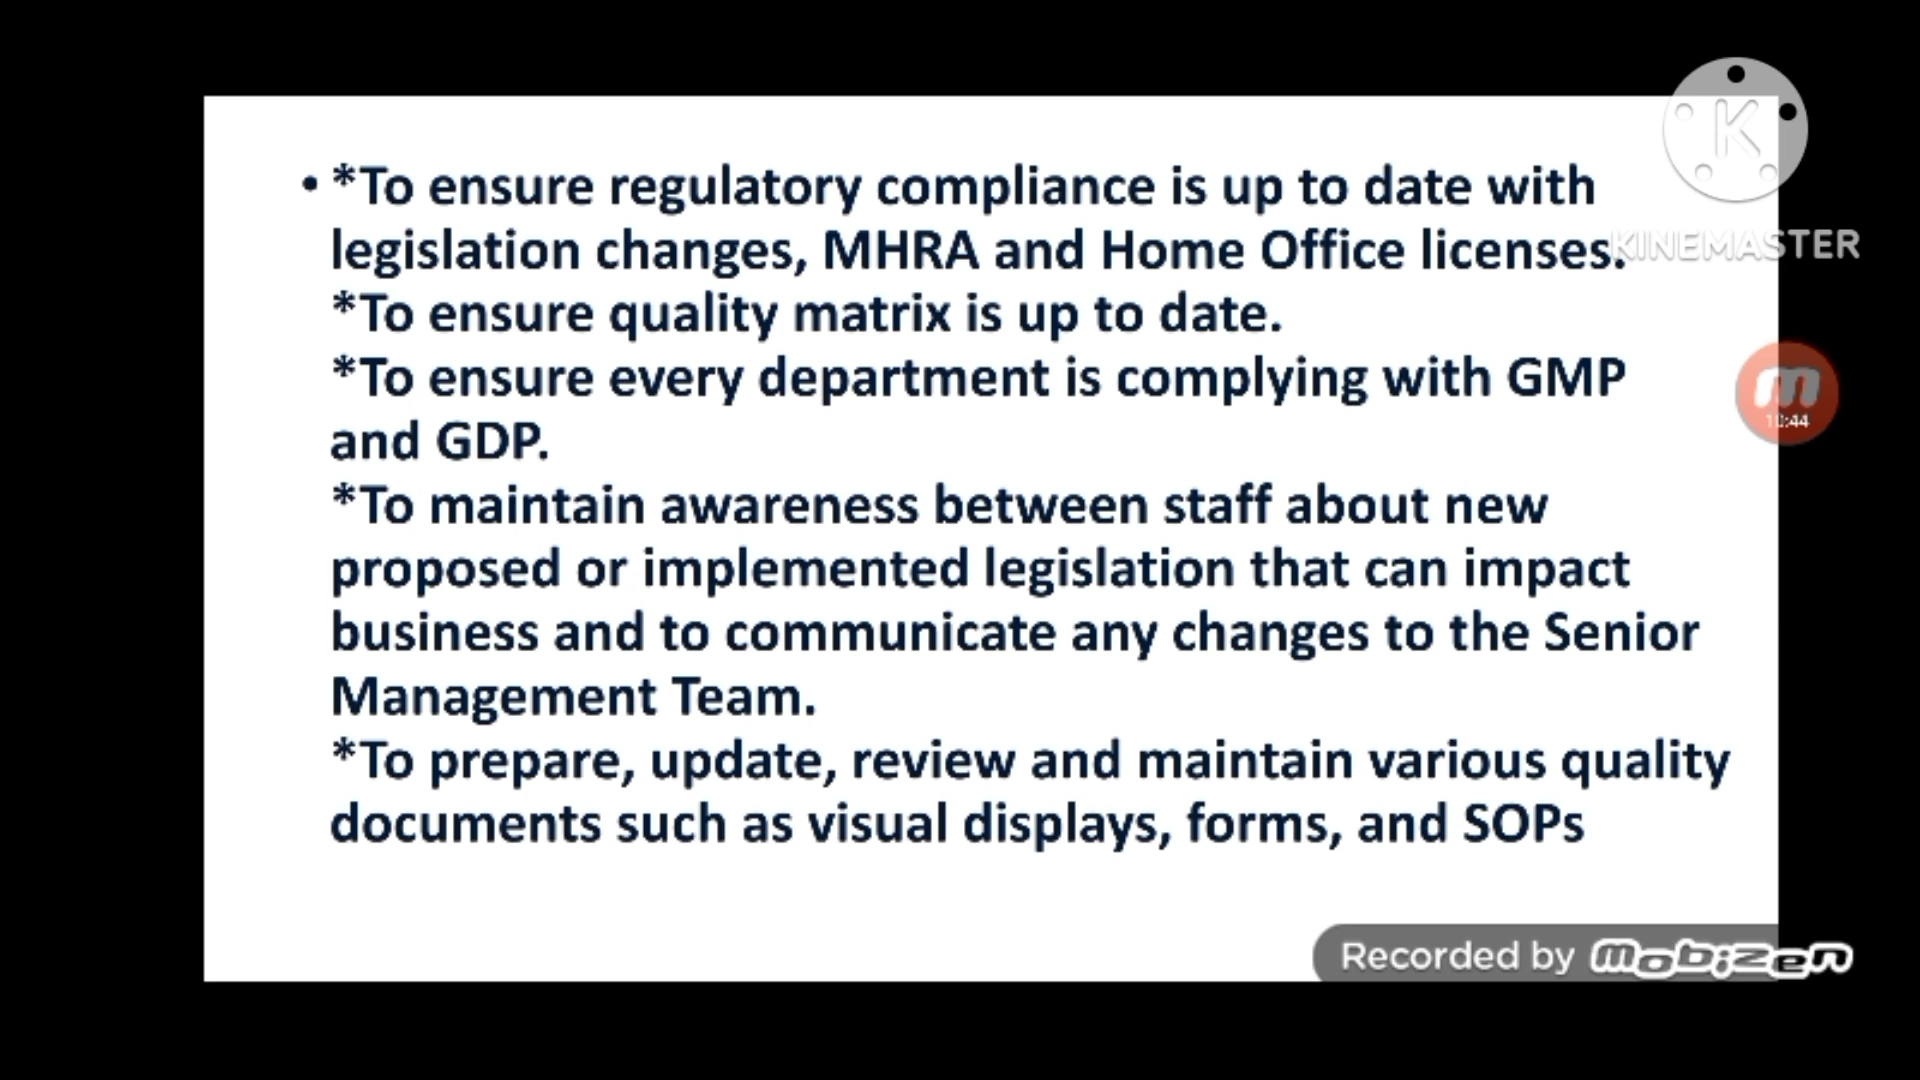 • *To ensure regulatory compliance is up to date with
legislation changes, MHRA and Home Office licenses.
*To ensure quality matrix is up to date.
*To ensure every department is complying with GMP
and GDP.
*To maintain awareness between staff about new
proposed or implemented legislation that can impact
business and to communicate any changes to the Senior
Management Team.
*To prepare, update, review and maintain various quality
documents such as visual displays, forms, and SOPs
K
KINEMASTER
m
10:44
Recorded by mobizen